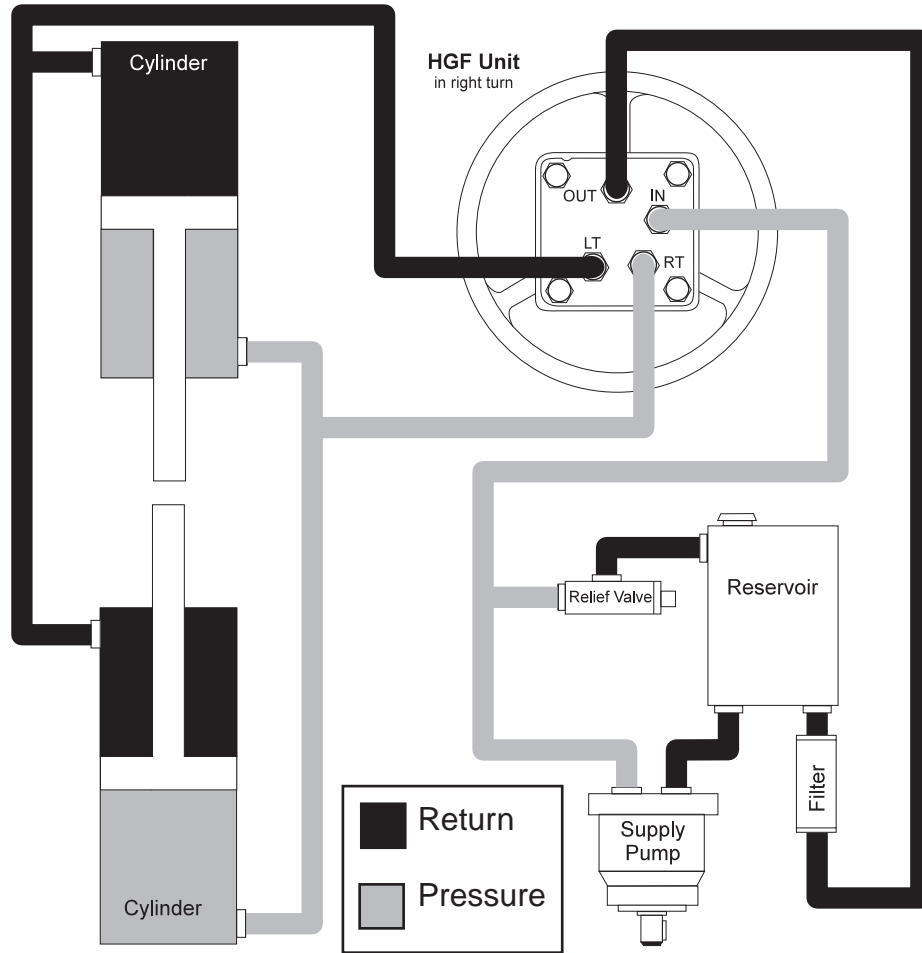 Cylinder
HGF Unit
in right turn
OUT
IN
LT
RT
Relief Valve
Reservoir
Filter
Supply
Pump
Return
Pressure
Cylinder